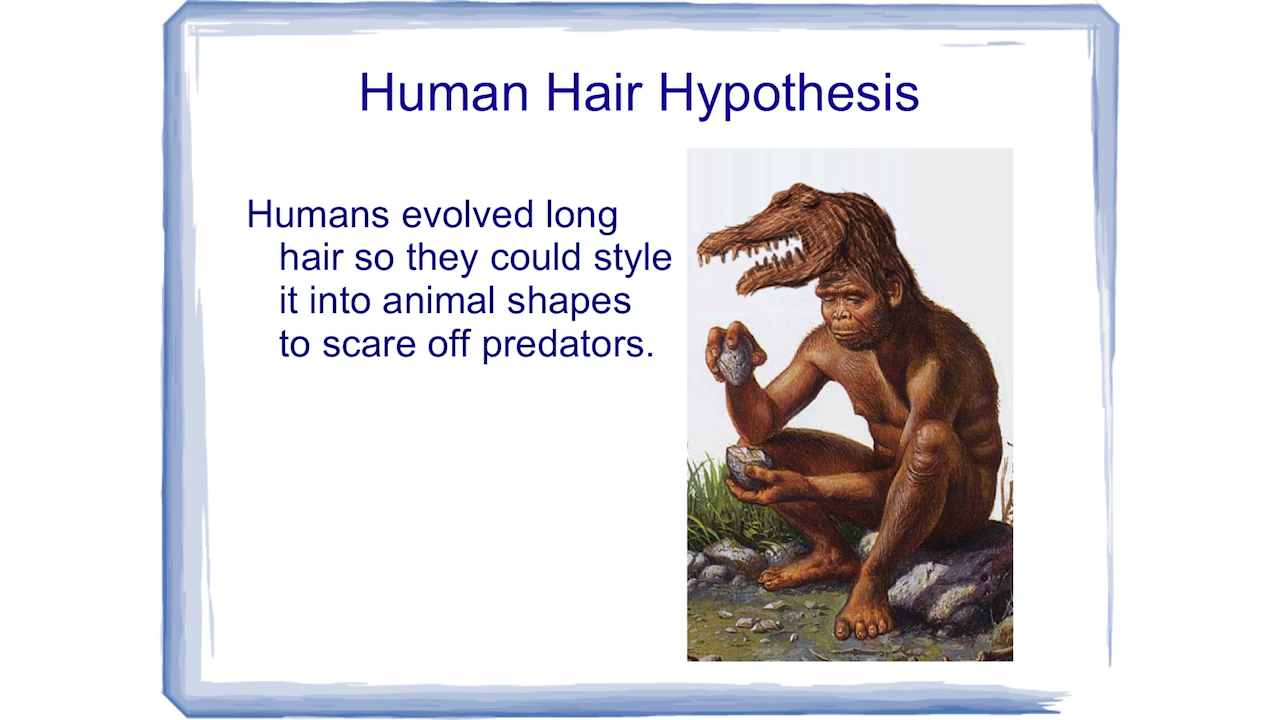 Human Hair Hypothesis
Humans evolved long
hair so they could style
it into animal shapes
to scare off predators.